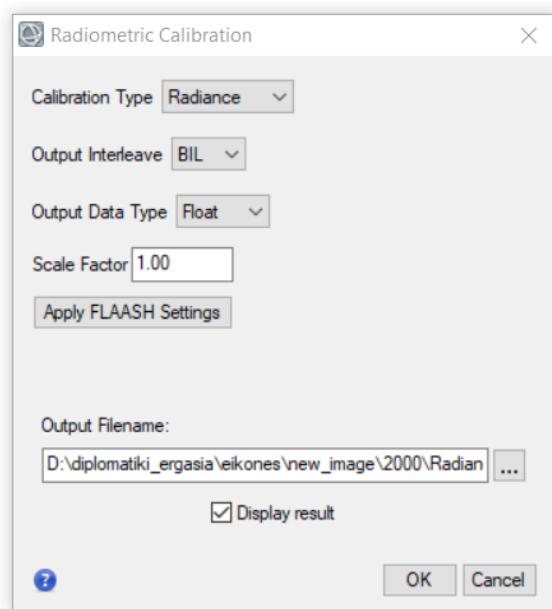 Radiometric Calibration
Calibration Type Radiance
Output Interleave BIL
Output Data Type Float
Scale Factor 1.00
Apply FLAASH Settings
Output Filename:
D:\diplomatiki_ergasia\eikones\new_image\2000\Radian ...
Display result
? OK Cancel